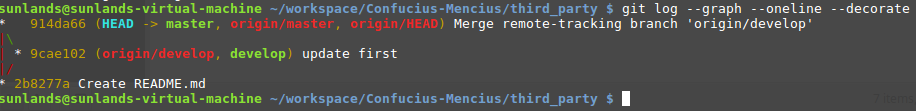 sunlands@sunlands-virtual-machine ~/workspace/Confucius-Mencius/third_party $ git log --graph --oneline --decorate
*   914da66 (HEAD -> master, origin/master, origin/HEAD) Merge remote-tracking branch 'origin/develop'
|\
| * 9cae102 (origin/develop, develop) update first
|/
* 2b8277a Create README.md
sunlands@sunlands-virtual-machine ~/workspace/Confucius-Mencius/third_party $